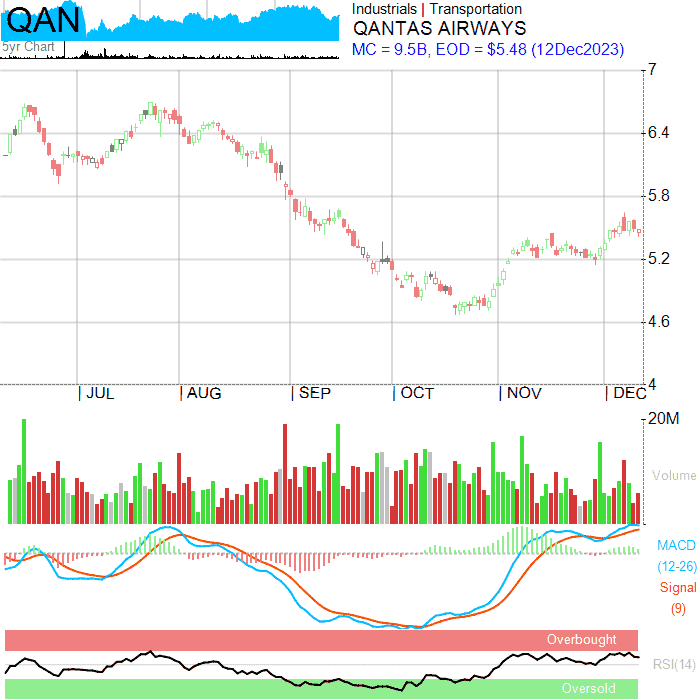 QAN
5yr Chart
Industrials | Transportation
QANTAS AIRWAYS
MC = 9.5B, EOD = $5.48 (12Dec2023)
7
6.4
5.8
5.2
4.6
4
|JUL |AUG |SEP |OCT |NOV |DEC
20M
Volume
MACD
(12-26)
Signal
(9)
Overbought
RSI(14)
Oversold